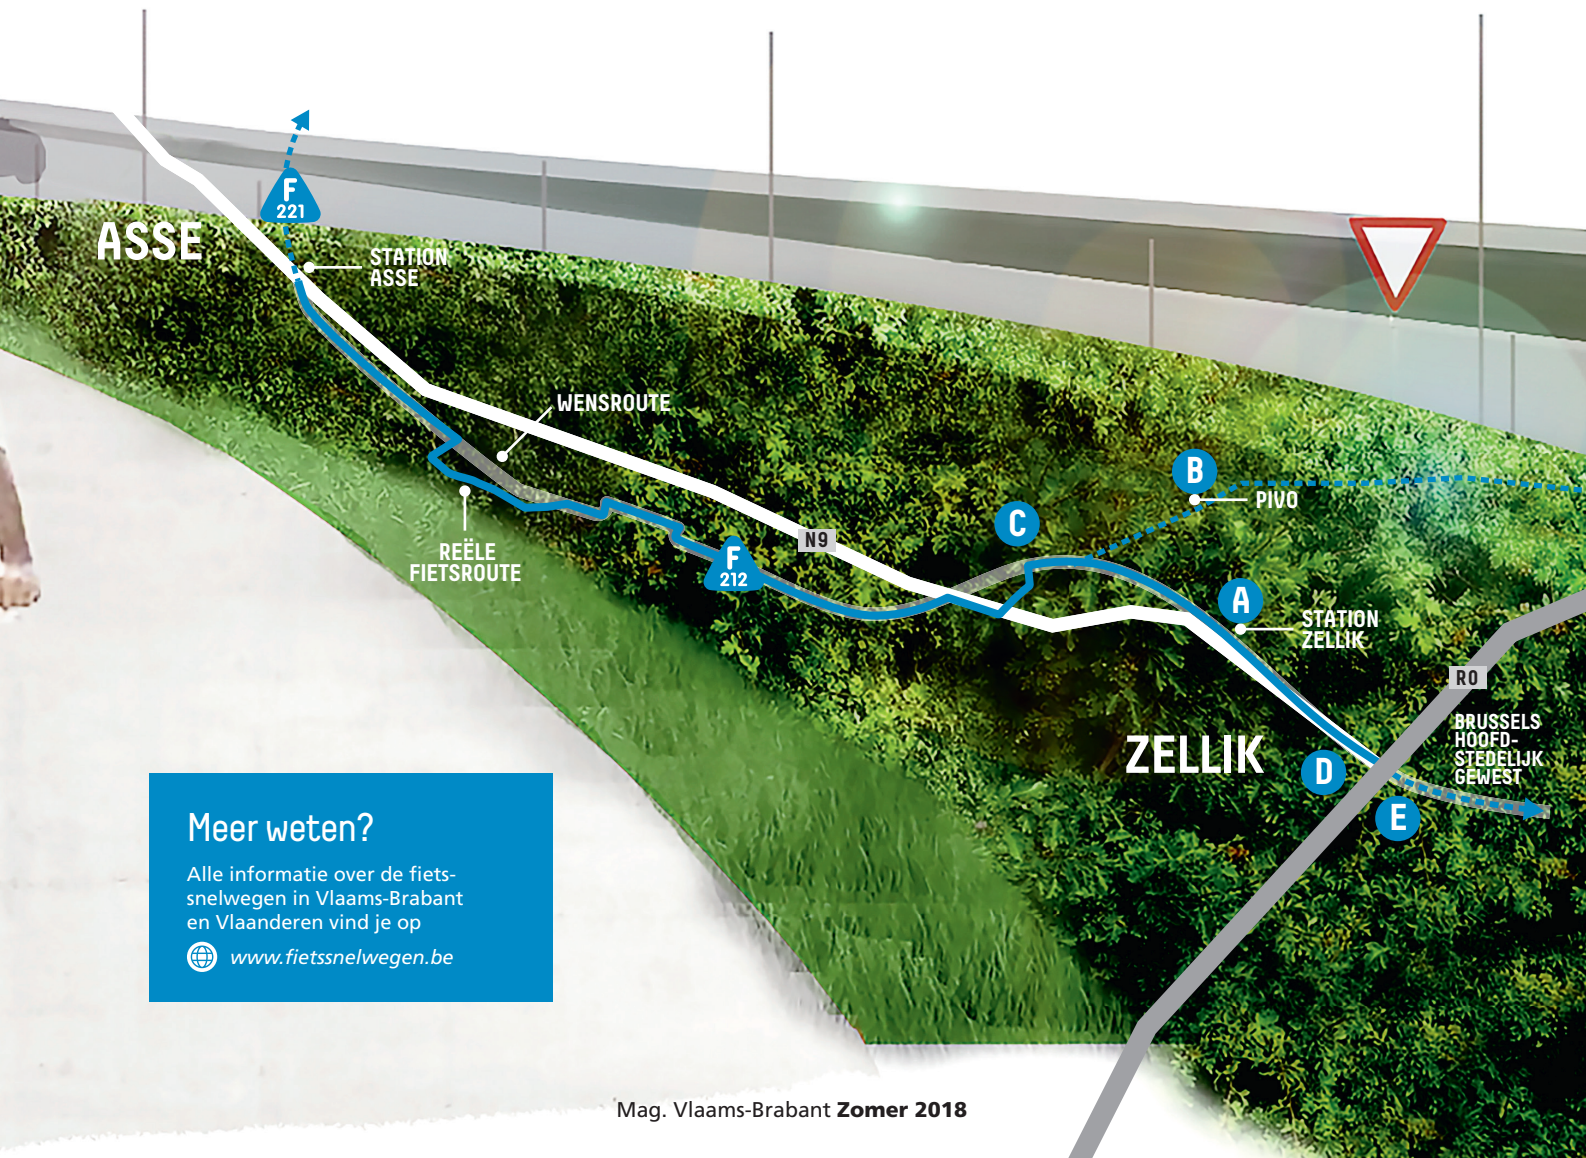 F
221
ASSE
STATION
ASSE
WENSROUTE
REËLE
FIETSROUTE
F
212
N9
C
B
PIVO
A
STATION
ZELLIK
R0
BRUSSELS
HOOFD-
STEDELIJK
GEWEST
ZELLIK
D
E
Meer weten?
Alle informatie over de fiets-
snelwegen in Vlaams-Brabant
en Vlaanderen vind je op
www.fietssnelwegen.be
Mag. Vlaams-Brabant Zomer 2018